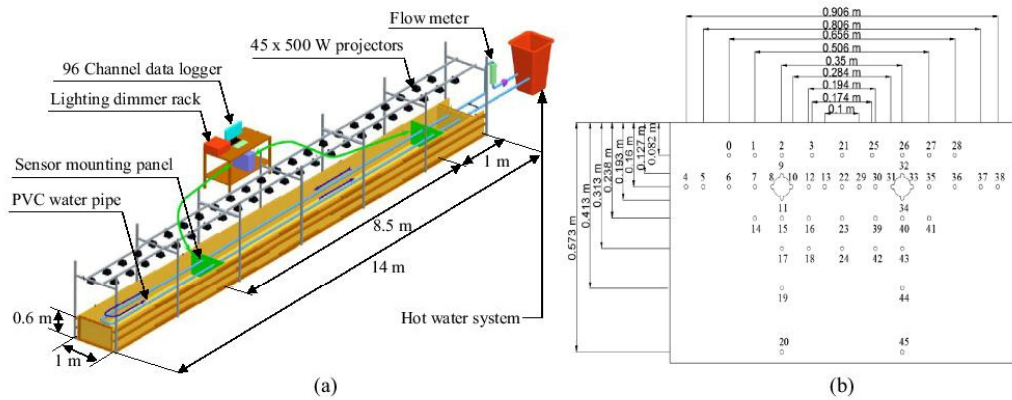 Flow meter
45 x 500 W projectors
96 Channel data logger
Lighting dimmer rack
Sensor mounting panel
PVC water pipe
1 m
8.5 m
14 m
0.6 m
1 m
Hot water system
(a)
0.906 m
0.806 m
0.656 m
0.506 m
0.35 m
0.284 m
0.194 m
0.174 m
0.1 m
0.082 m
0.127 m
0.16 m
0.193 m
0.238 m
0.313 m
0.413 m
0.573 m
0 1 2 3 21 25 26 27 28
9 32
4 5 6 7 8 10 12 13 22 29 30 31 33 35 36 37 38
11 34
14 15 16 23 39 40 41
17 18 24 42 43
19 44
20 45
(b)